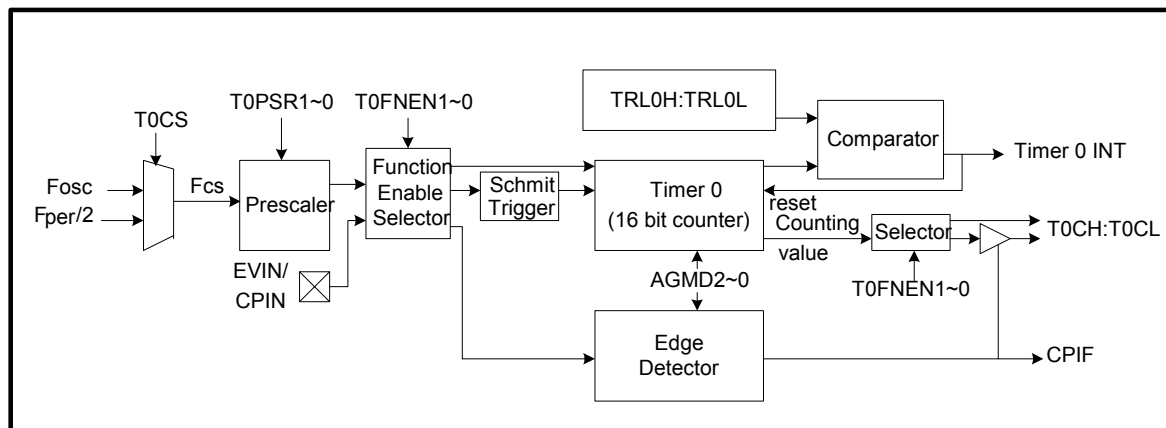 T0CS
T0PSR1~0
T0FNEN1~0
TRL0H:TRL0L
Comparator
Timer 0 INT
Fosc
Fper/2
Fcs
Prescaler
Function
Enable
Selector
Schmit
Trigger
Timer 0
(16 bit counter)
reset
Counting
value
Selector
T0CH:T0CL
EVIN/
CPIN
AGMD2~0
T0FNEN1~0
Edge
Detector
CPIF